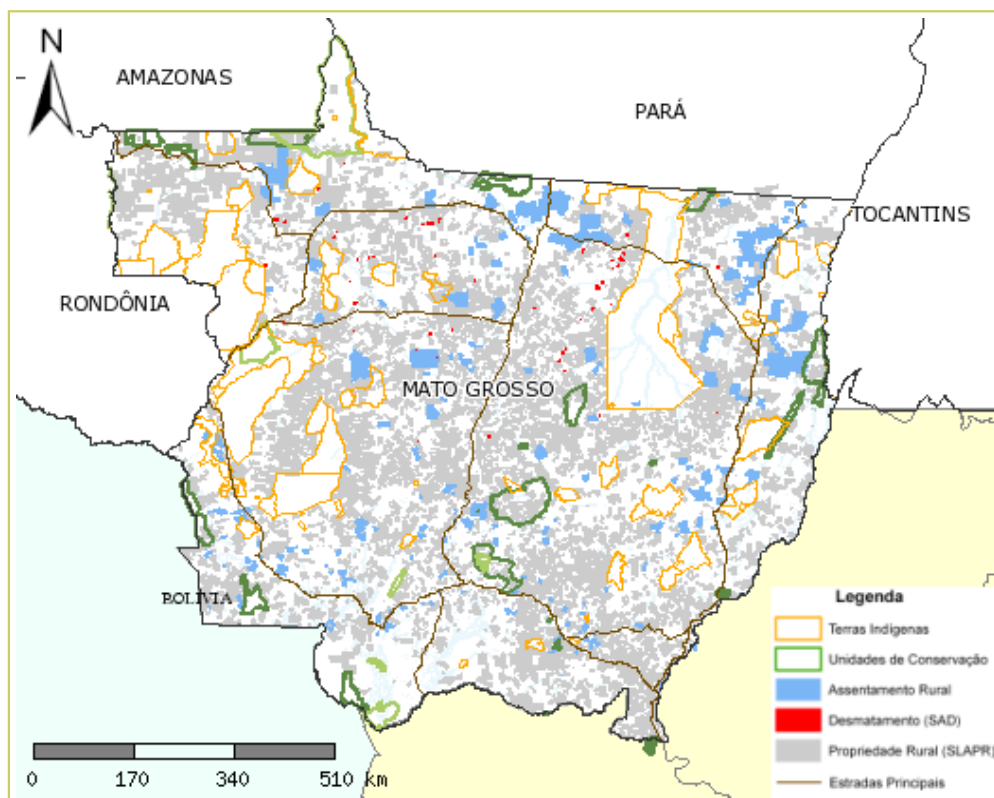 N
AMAZONAS
PARÁ
TOCANTINS
RONDÔNIA
MATO GROSSO
BOLÍVIA
Legenda
Terras Indígenas
Unidades de Conservação
Assentamento Rural
Desmatamento (SAD)
Propriedade Rural (SLAPR)
Estradas Principais
0 170 340 510 km